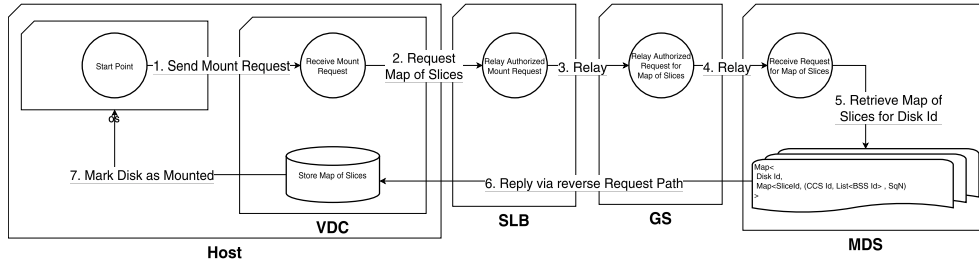 Start Point
1. Send Mount Request
Receive Mount
Request
2. Request
Map of Slices
Relay Authorized
Mount Request
3. Relay
Relay Authorized
Request for
Map of Slices
4. Relay
Receive Request
for Map of Slices
5. Retrieve Map of
Slices for Disk Id
OS
7. Mark Disk as Mounted
Store Map of Slices
6. Reply via reverse Request Path
Map<
Disk Id,
Map<SliceId, (CCS Id, List<BSS Id> , SqN)
>
VDC
SLB
GS
MDS
Host